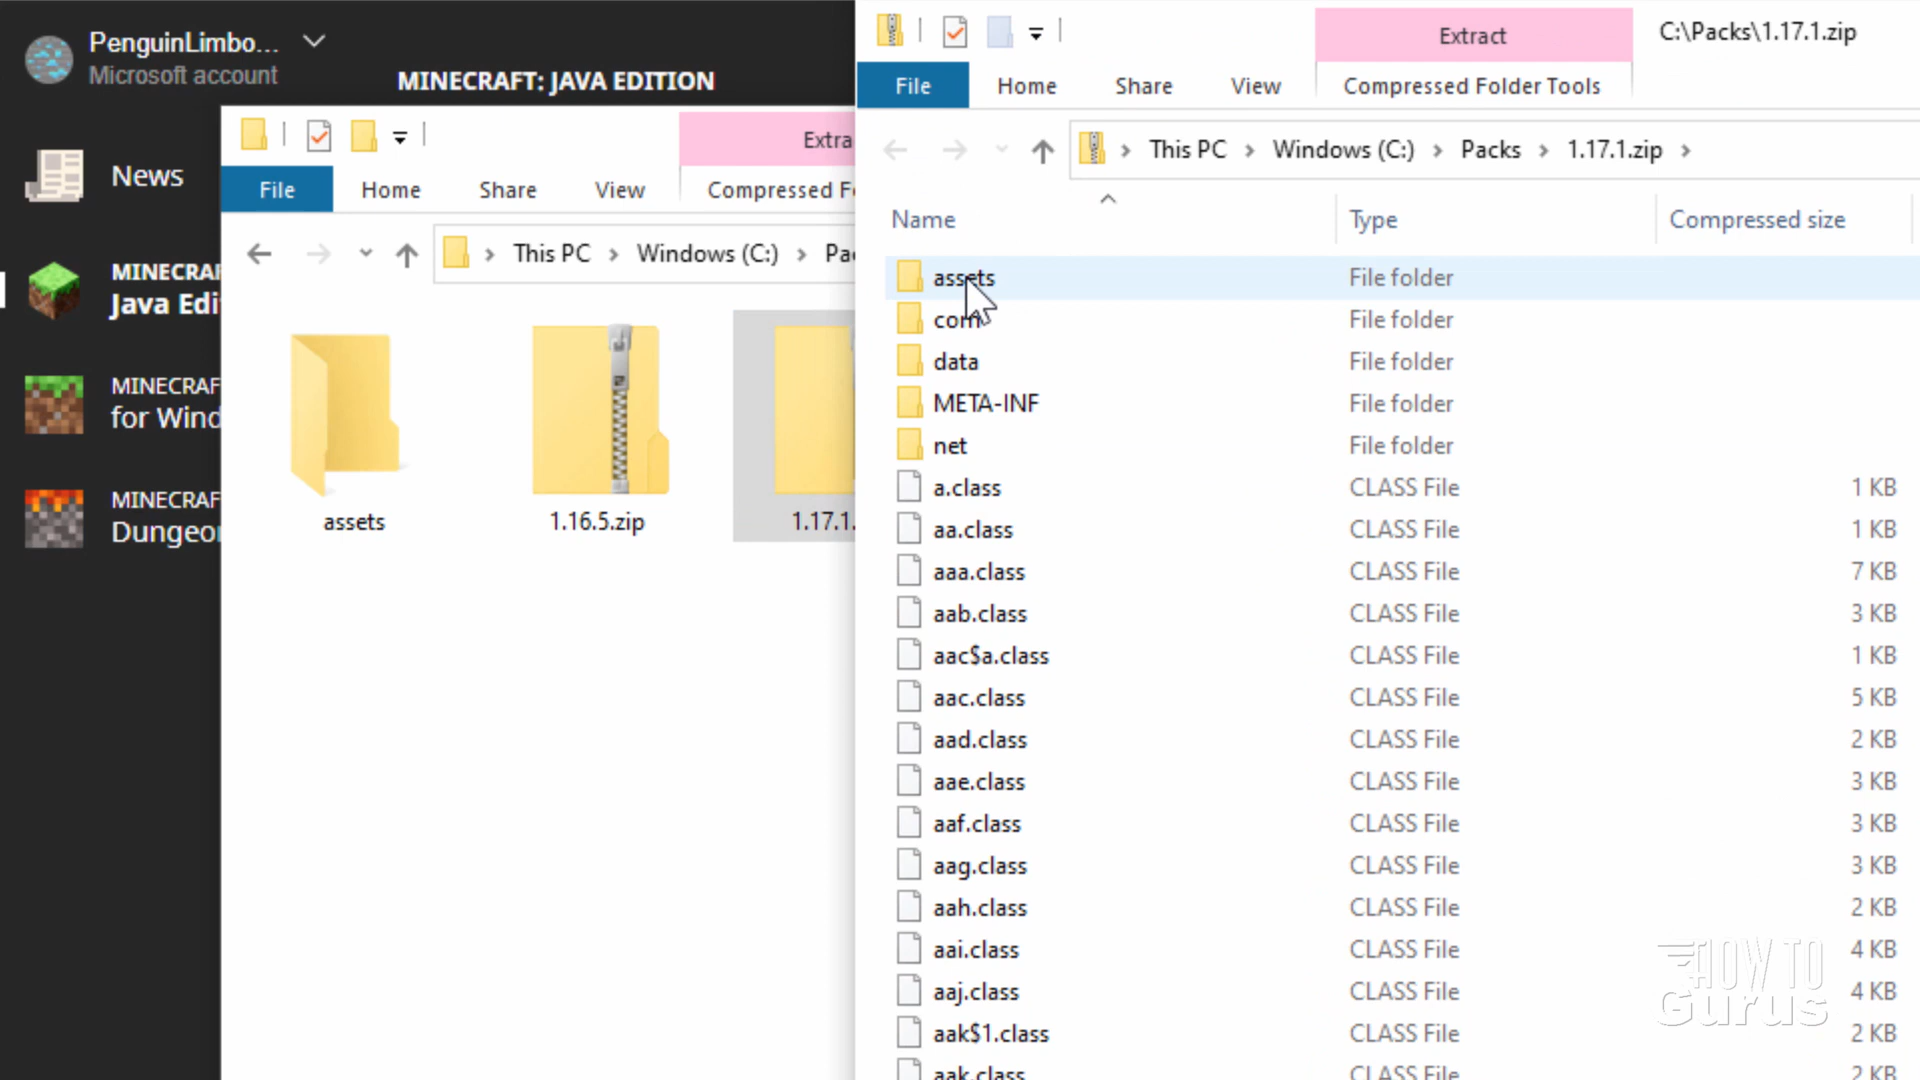 PenguinLimbo...
Microsoft account
MINECRAFT: JAVA EDITION
News
MINECRAF
Java Edi
MINECRAF
for Wind
MINECRAF
Dungeo
Extra
File Home Share View Compressed F
This PC Windows (C:) Pa
assets 1.16.5.zip 1.17.1.
Extract C:\Packs\1.17.1.zip
File Home Share View Compressed Folder Tools
This PC Windows (C:) Packs 1.17.1.zip
Name Type Compressed size
assets File folder
com File folder
data File folder
META-INF File folder
net File folder
a.class CLASS File 1 KB
aa.class CLASS File 1 KB
aaa.class CLASS File 7 KB
aab.class CLASS File 3 KB
aac$a.class CLASS File 1 KB
aac.class CLASS File 5 KB
aad.class CLASS File 2 KB
aae.class CLASS File 3 KB
aaf.class CLASS File 3 KB
aag.class CLASS File 3 KB
aah.class CLASS File 2 KB
aai.class CLASS File 4 KB
aaj.class CLASS File 4 KB
aak$1.class CLASS File 2 KB
aak.class CLASS File 2 KB
HOW TO
Gurus